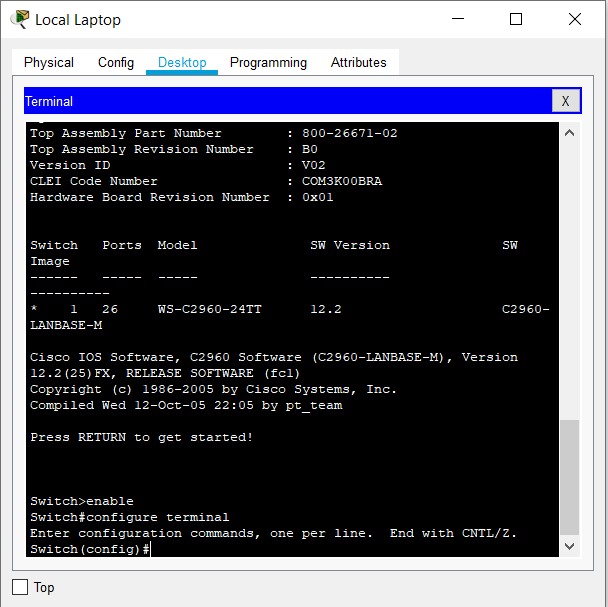 Local Laptop
Physical Config Desktop Programming Attributes
Terminal X
Top Assembly Part Number : 800-26671-02
Top Assembly Revision Number : B0
Version ID : V02
CLEI Code Number : COM3K00BRA
Hardware Board Revision Number : 0x01
Switch Ports Model SW Version SW
Image
------ ----- ----- ---------- 
----------
* 1 26 WS-C2960-24TT 12.2 C2960-
LANBASE-M
Cisco IOS Software, C2960 Software (C2960-LANBASE-M), Version
12.2(25)FX, RELEASE SOFTWARE (fc1)
Copyright (c) 1986-2005 by Cisco Systems, Inc.
Compiled Wed 12-Oct-05 22:05 by pt_team
Press RETURN to get started!
Switch>enable
Switch#configure terminal
Enter configuration commands, one per line. End with CNTL/Z.
Switch(config)#
Top